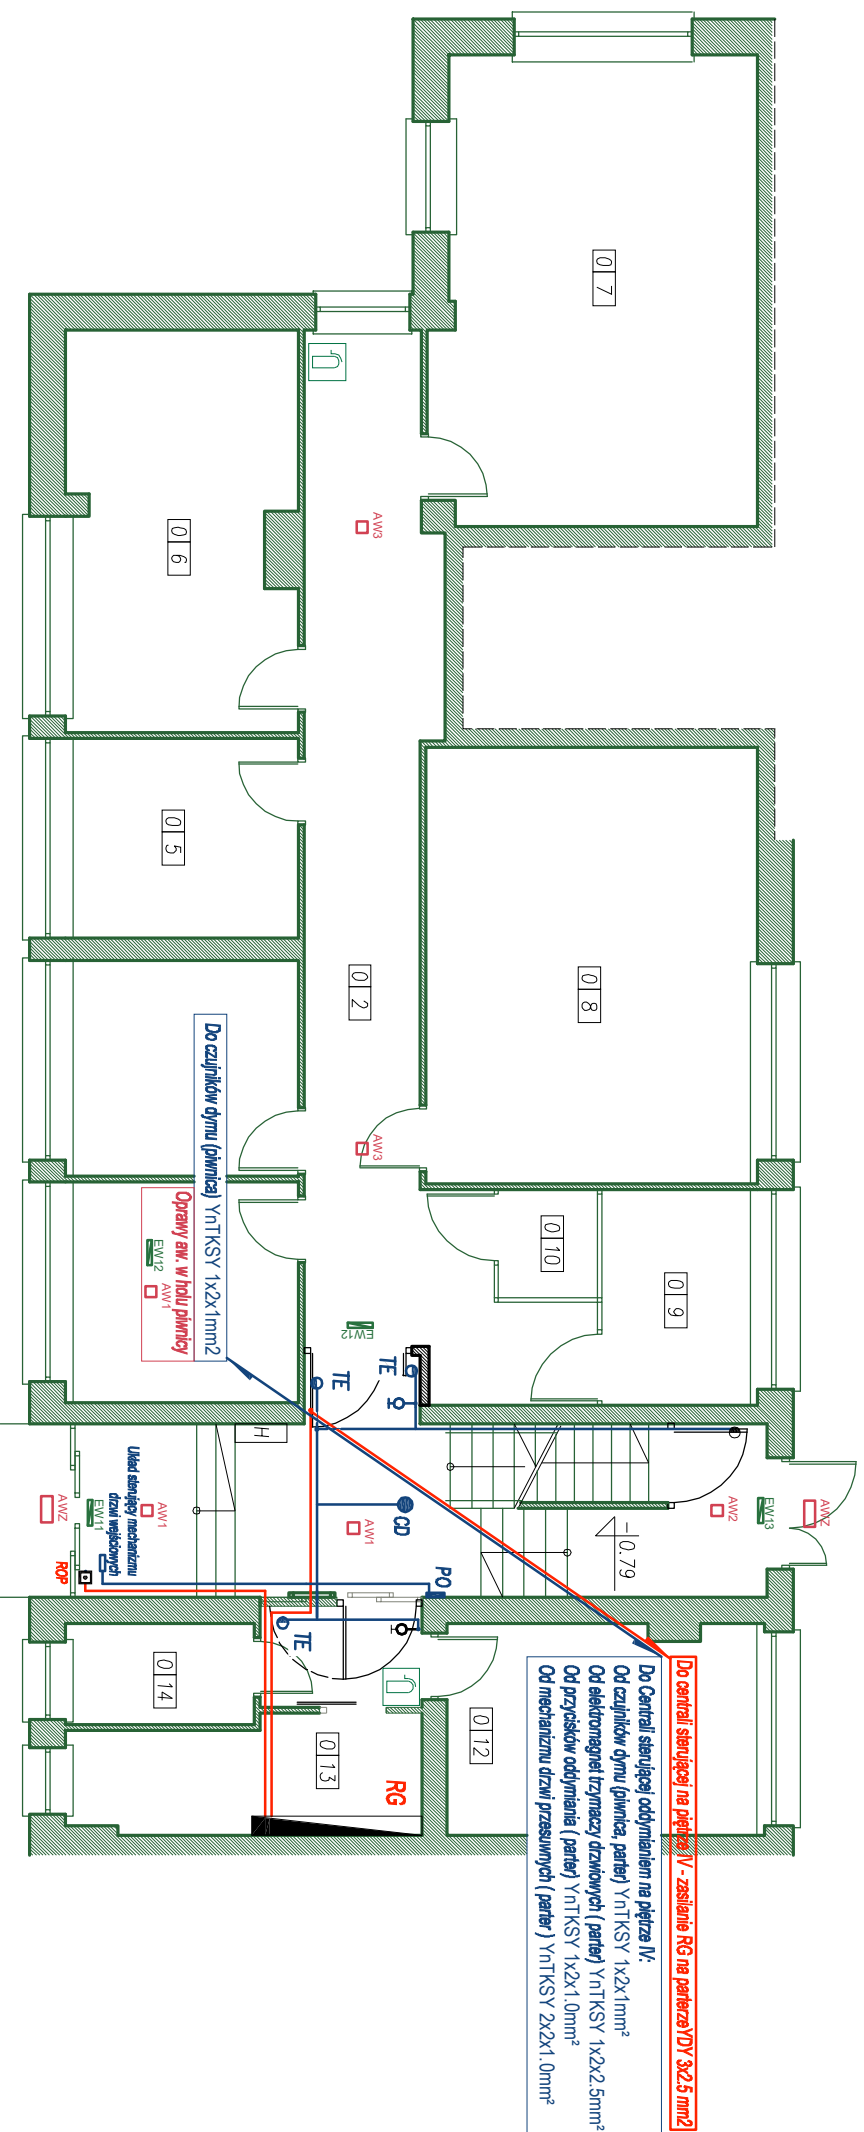 0 7
AW3
0 6
0 5
0 2
0 8
AW3
Do czujników dymu (piwnica) YnTKSY 1x2x1mm2
Oprawy aw. w holu piwnicy
EW12
AW1
0 10
0 9
EW12
TE
TE
H
CD
AW1
PO
AW2
EW13
AWZ
-0.79
Układ sterujący mechanizmu
drzwi wejściowych
AW1
EW11
AWZ
ROP
TE
0 14
0 13
0 12
RG
Do centrali sterującej na piętrze IV - zasilanie RG na parterzeYDY 3x2.5 mm2
Do Centrali sterującej oddymianiem na piętrze IV:
Od czujników dymu (piwnica, parter) YnTKSY 1x2x1mm²
Od elektromagnet trzymaczy drzwiowych ( parter) YnTKSY 1x2x2.5mm²
Od przycisków oddymiania ( parter) YnTKSY 1x2x1.0mm²
Od mechanizmu drzwi przesuwnych ( parter ) YnTKSY 2x2x1.0mm²